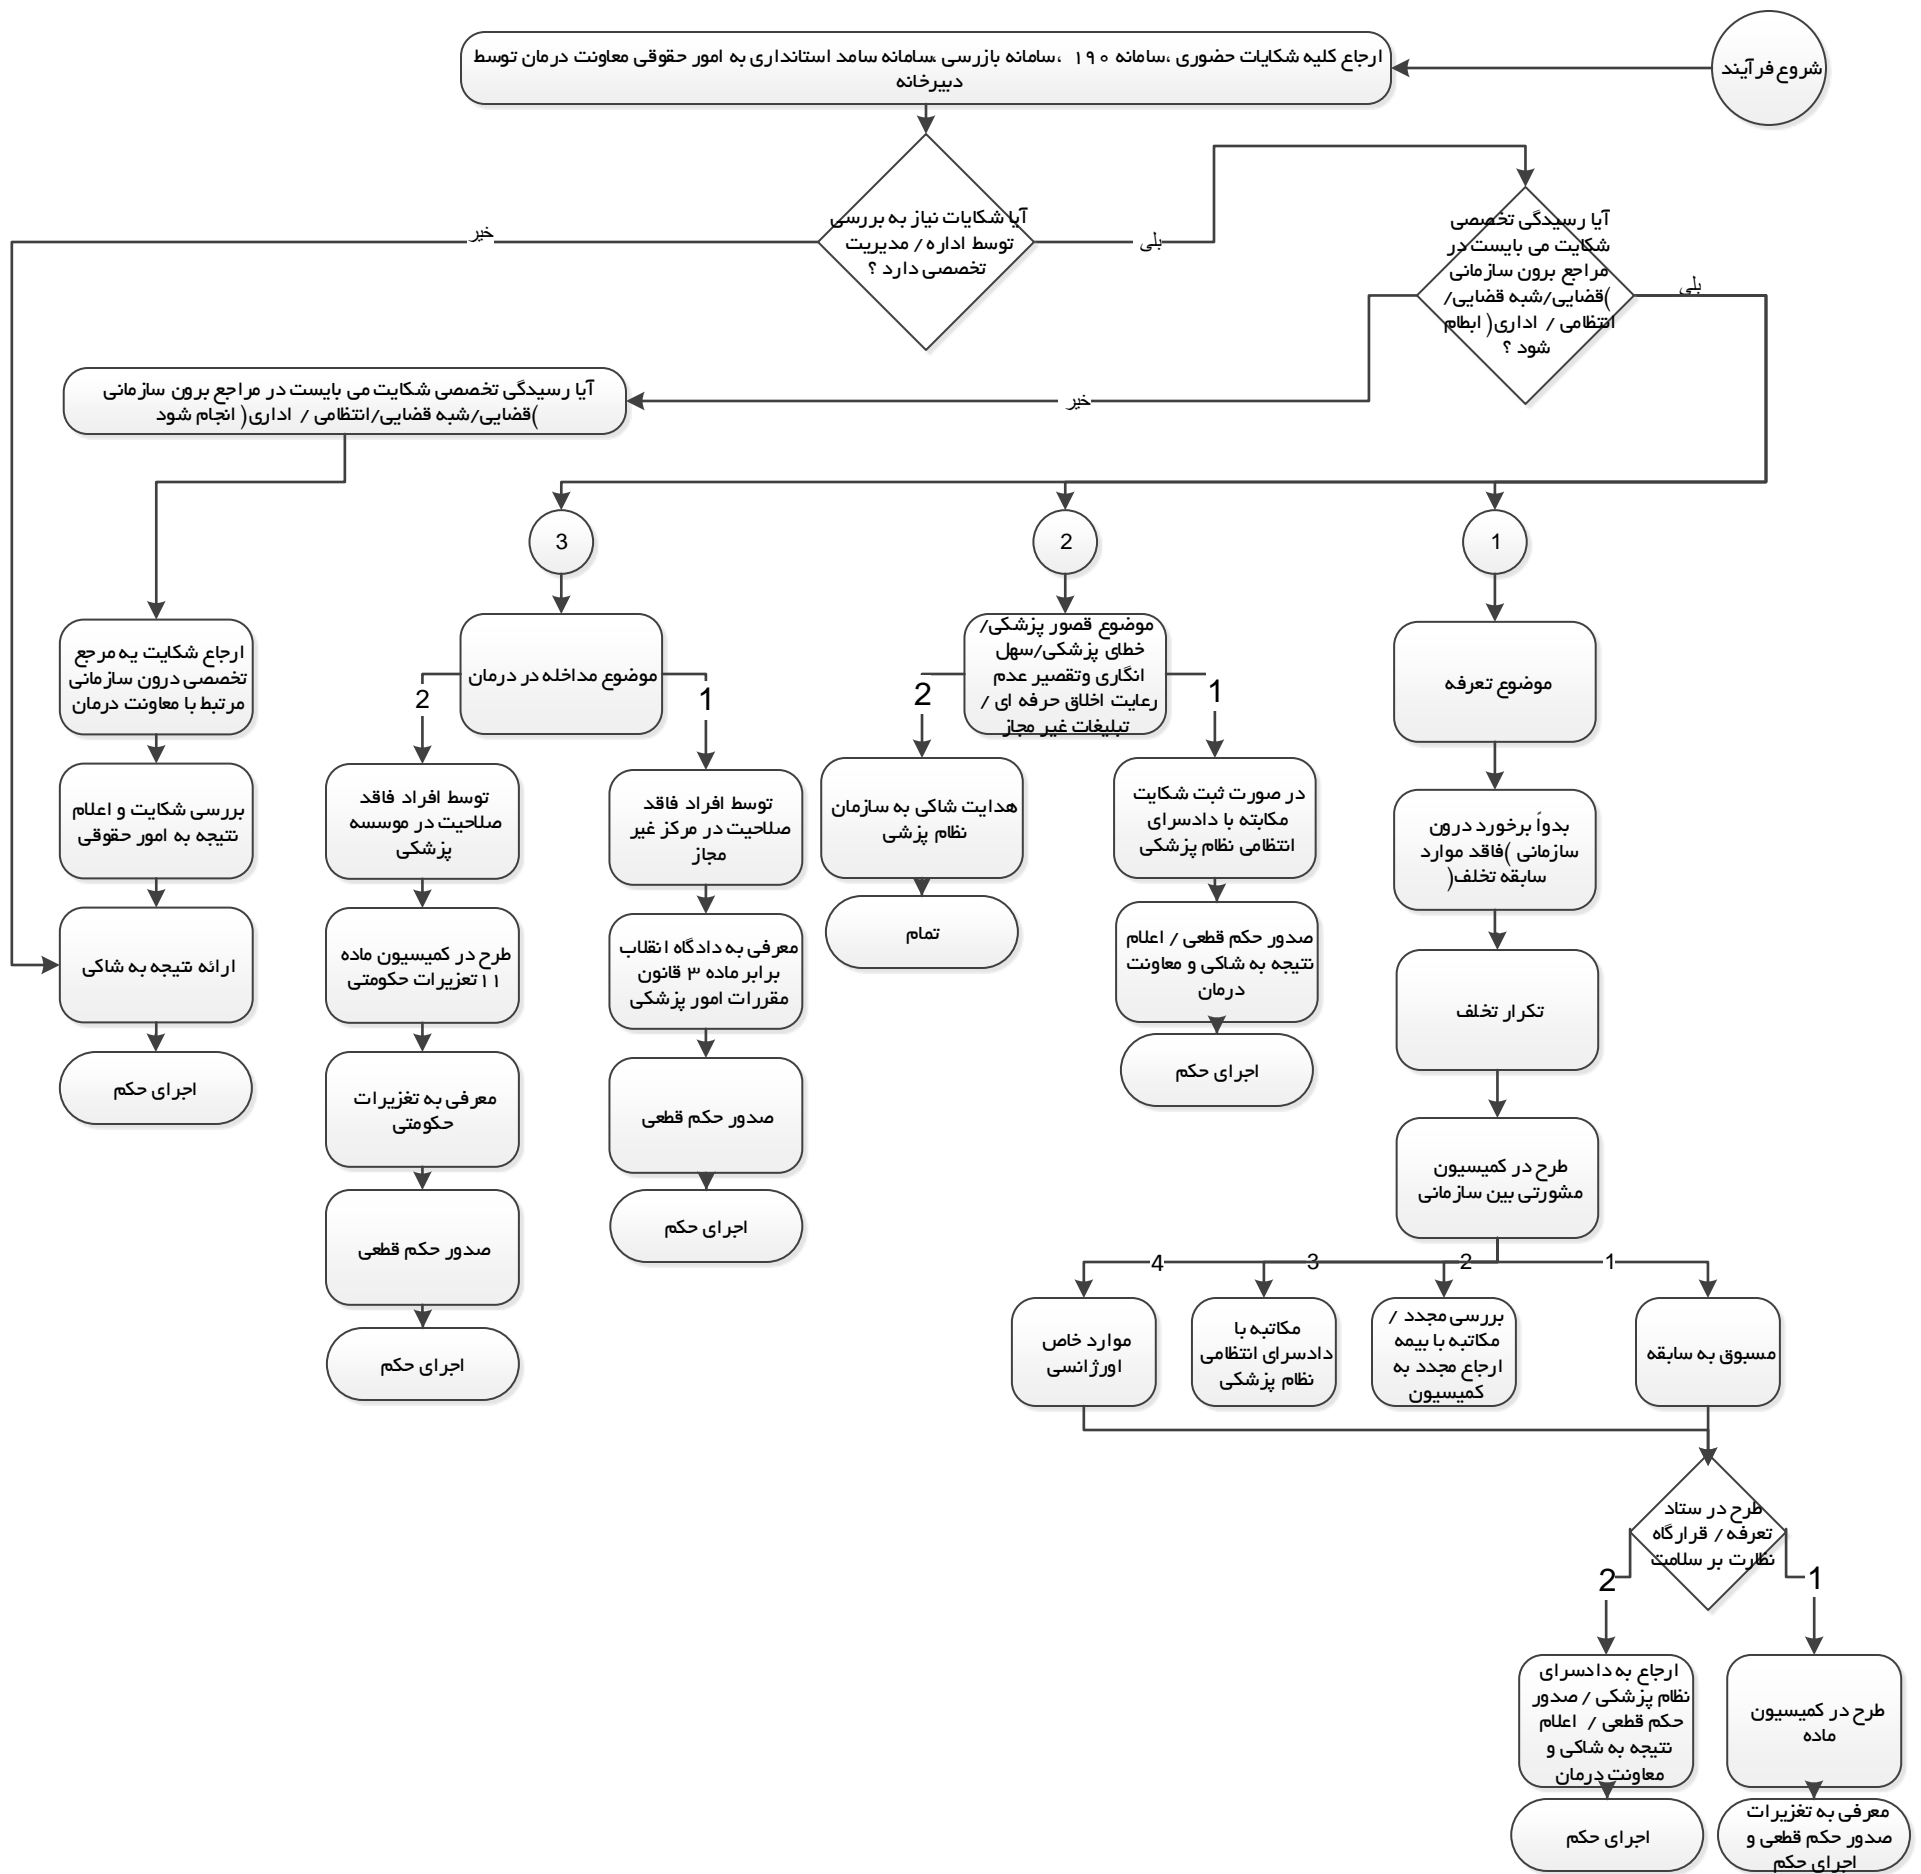 شروع فرآیند
ارجاع کلیه شکایات حضوری ،سامانه ۱۹۰ ،سامانه بازرسی ،سامانه سامد استانداری به امور حقوقی معاونت درمان توسط
دبیرخانه
آیا شکایات نیاز به بررسی
توسط اداره / مدیریت
تخصصی دارد ؟
خیر
بلی
آیا رسیدگی تخصصی
شکایت می بایست در
مراجع برون سازمانی
)قضایی/شبه قضایی/
انتظامی / اداری( ابطام
شود ؟
بلی
خیر
آیا رسیدگی تخصصی شکایت می بایست در مراجع برون سازمانی
)قضایی/شبه قضایی/انتظامی / اداری( انجام شود
1
2
3
موضوع تعرفه
بدواً برخورد درون
سازمانی )فاقد موارد
سابقه تخلف(
تکرار تخلف
طرح در کمیسیون
مشورتی بین سازمانی
1
2
3
4
مسبوق به سابقه
بررسی مجدد /
مکاتبه با بیمه
ارجاع مجدد به
کمیسیون
مکاتبه با
دادسرای انتظامی
نظام پزشکی
موارد خاص
اورژانسی
طرح در ستاد
تعرفه / قرارگاه
نظارت بر سلامت
1
2
طرح در کمیسیون
ماده
معرفی به تغزیرات
صدور حکم قطعی و
اجرای حکم
ارجاع به دادسرای
نظام پزشکی / صدور
حکم قطعی / اعلام
نتیجه به شاکی و
معاونت درمان
اجرای حکم
موضوع قصور پزشکی/
خطای پزشکی/سهل
انگاری وتقصیر عدم
رعایت اخلاق حرفه ای /
تبلیغات غیر مجاز
1
2
در صورت ثبت شکایت
مکابته با دادسرای
انتظامی نظام پزشکی
صدور حکم قطعی / اعلام
نتیجه به شاکی و معاونت
درمان
اجرای حکم
هدایت شاکی به سازمان
نظام پزشی
تمام
موضوع مداخله در درمان
1
2
توسط افراد فاقد
صلاحیت در مرکز غیر
مجاز
معرفی به دادگاه انقلاب
برابر ماده ۳ قانون
مقررات امور پزشکی
صدور حکم قطعی
اجرای حکم
توسط افراد فاقد
صلاحیت در موسسه
پزشکی
طرح در کمیسیون ماده
۱۱تعزیرات حکومتی
معرفی به تغزیرات
حکومتی
صدور حکم قطعی
اجرای حکم
ارجاع شکایت یه مرجع
تخصصی درون سازمانی
مرتبط با معاونت درمان
بررسی شکایت و اعلام
نتیجه به امور حقوقی
ارائه نتیجه به شاکی
اجرای حکم